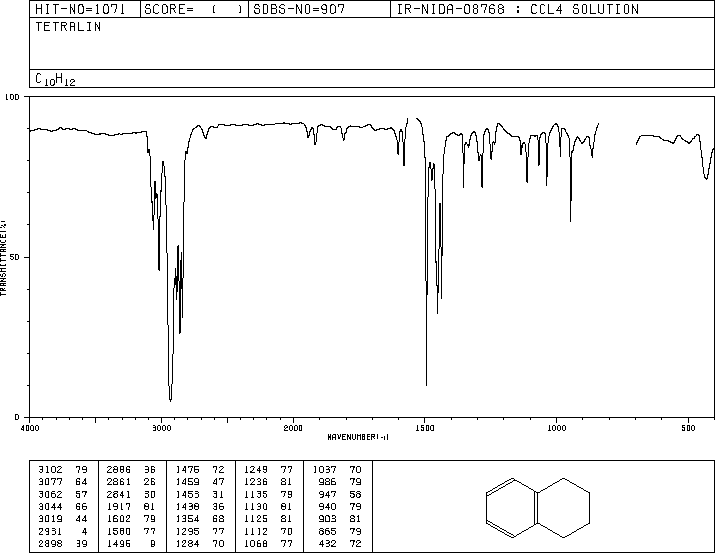 HIT-NO=1071 SCORE= ( ) SDBS-NO=907 IR-NIDA-08768 : CCL4 SOLUTION
TETRALIN
C10H12
100
50
0
TRANSMITTANCE(%)
4000 3000 2000 1500 1000 500
WAVENUMBER(-1)
3102 79 2886 36 1476 72 1249 77 1037 70
3077 64 2861 26 1459 47 1236 81 986 79
3062 57 2841 30 1453 31 1135 79 947 58
3044 66 1917 81 1438 36 1130 81 940 79
3019 44 1602 79 1354 68 1125 81 903 81
2931 4 1580 77 1295 77 1112 70 865 79
2898 39 1496 9 1284 70 1068 77 432 72